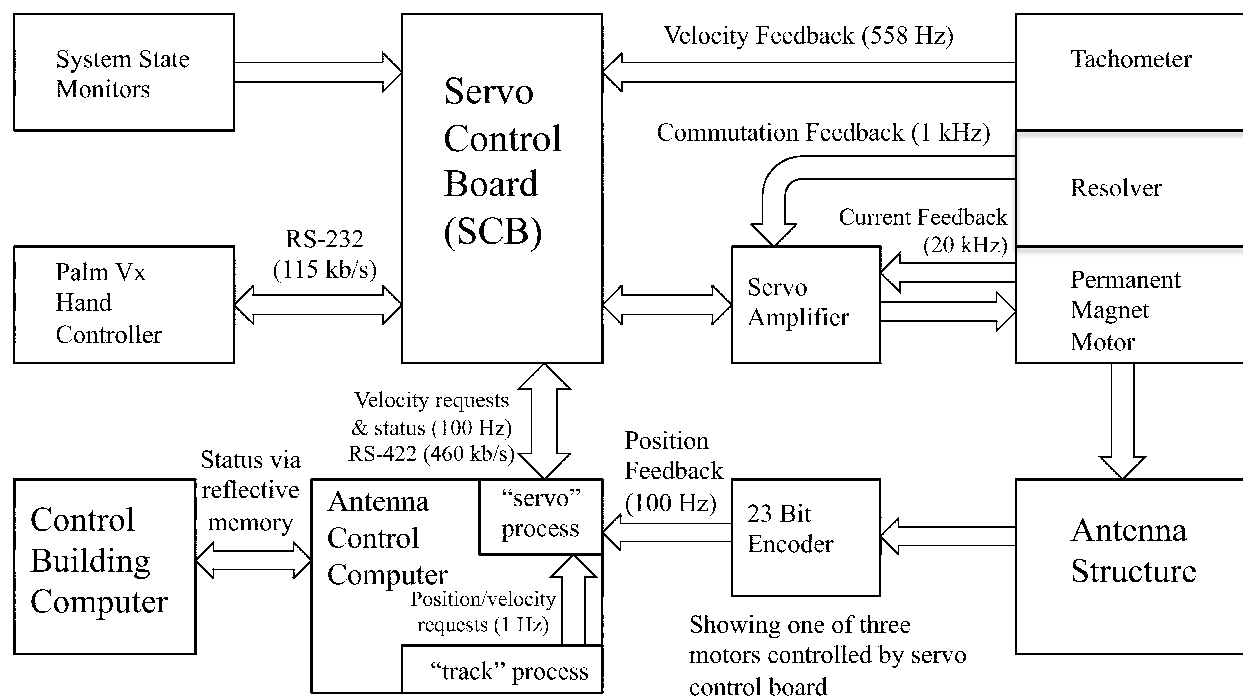 System State
Monitors
Servo
Control
Board
(SCB)
Velocity Feedback (558 Hz)
Tachometer
Commutation Feedback (1 kHz)
Resolver
Current Feedback
(20 kHz)
RS-232
(115 kb/s)
Palm Vx
Hand
Controller
Servo
Amplifier
Permanent
Magnet
Motor
Velocity requests
& status (100 Hz)
RS-422 (460 kb/s)
Position
Feedback
(100 Hz)
Status via
reflective
memory
Control
Building
Computer
Antenna
Control
Computer
“servo”
process
23 Bit
Encoder
Antenna
Structure
Position/velocity
requests (1 Hz)
“track” process
Showing one of three
motors controlled by servo
control board